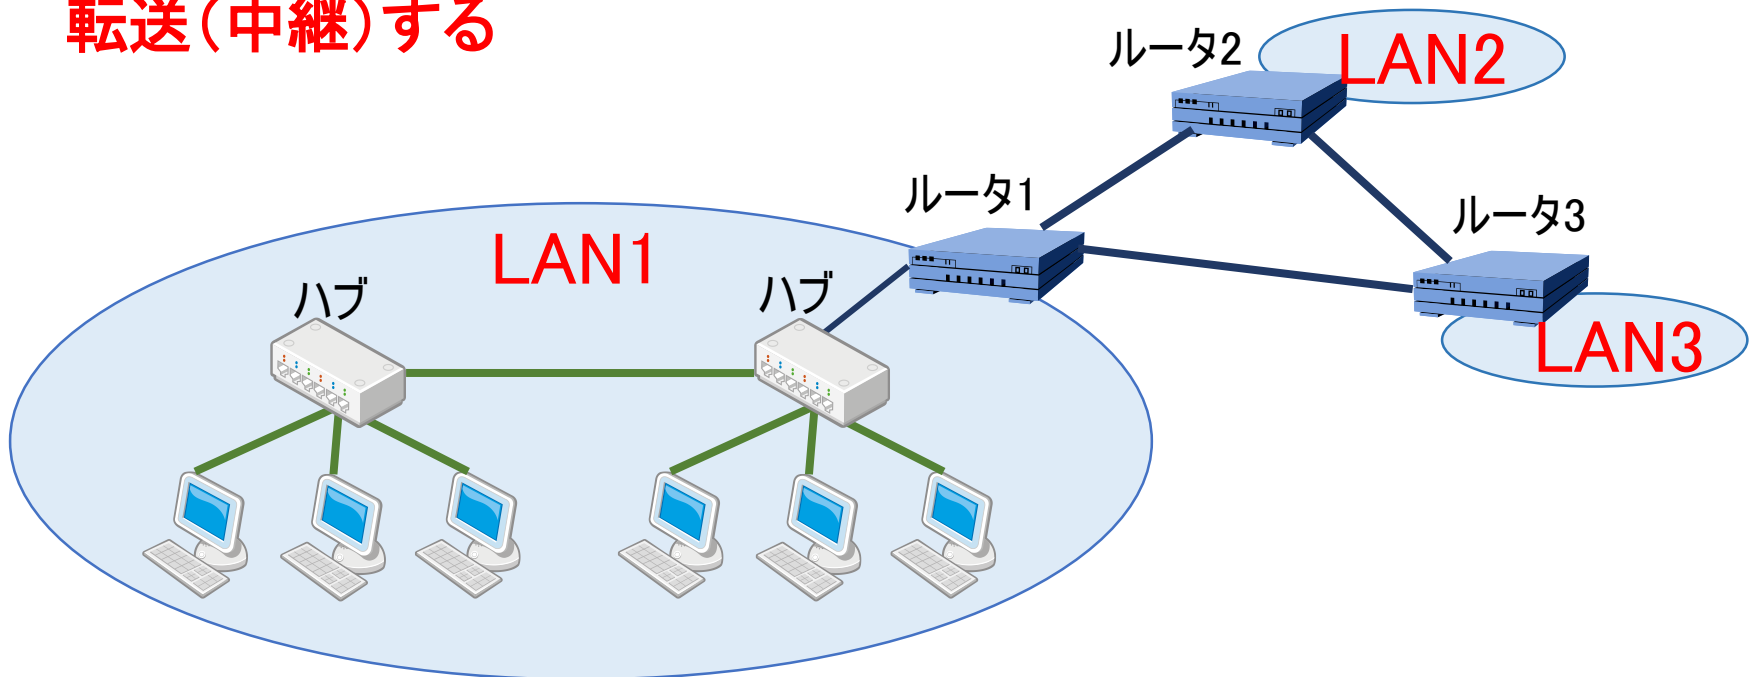 転送(中継)する
ルータ2
LAN2
ルータ1
ルータ3
LAN1
ハブ
ハブ
LAN3